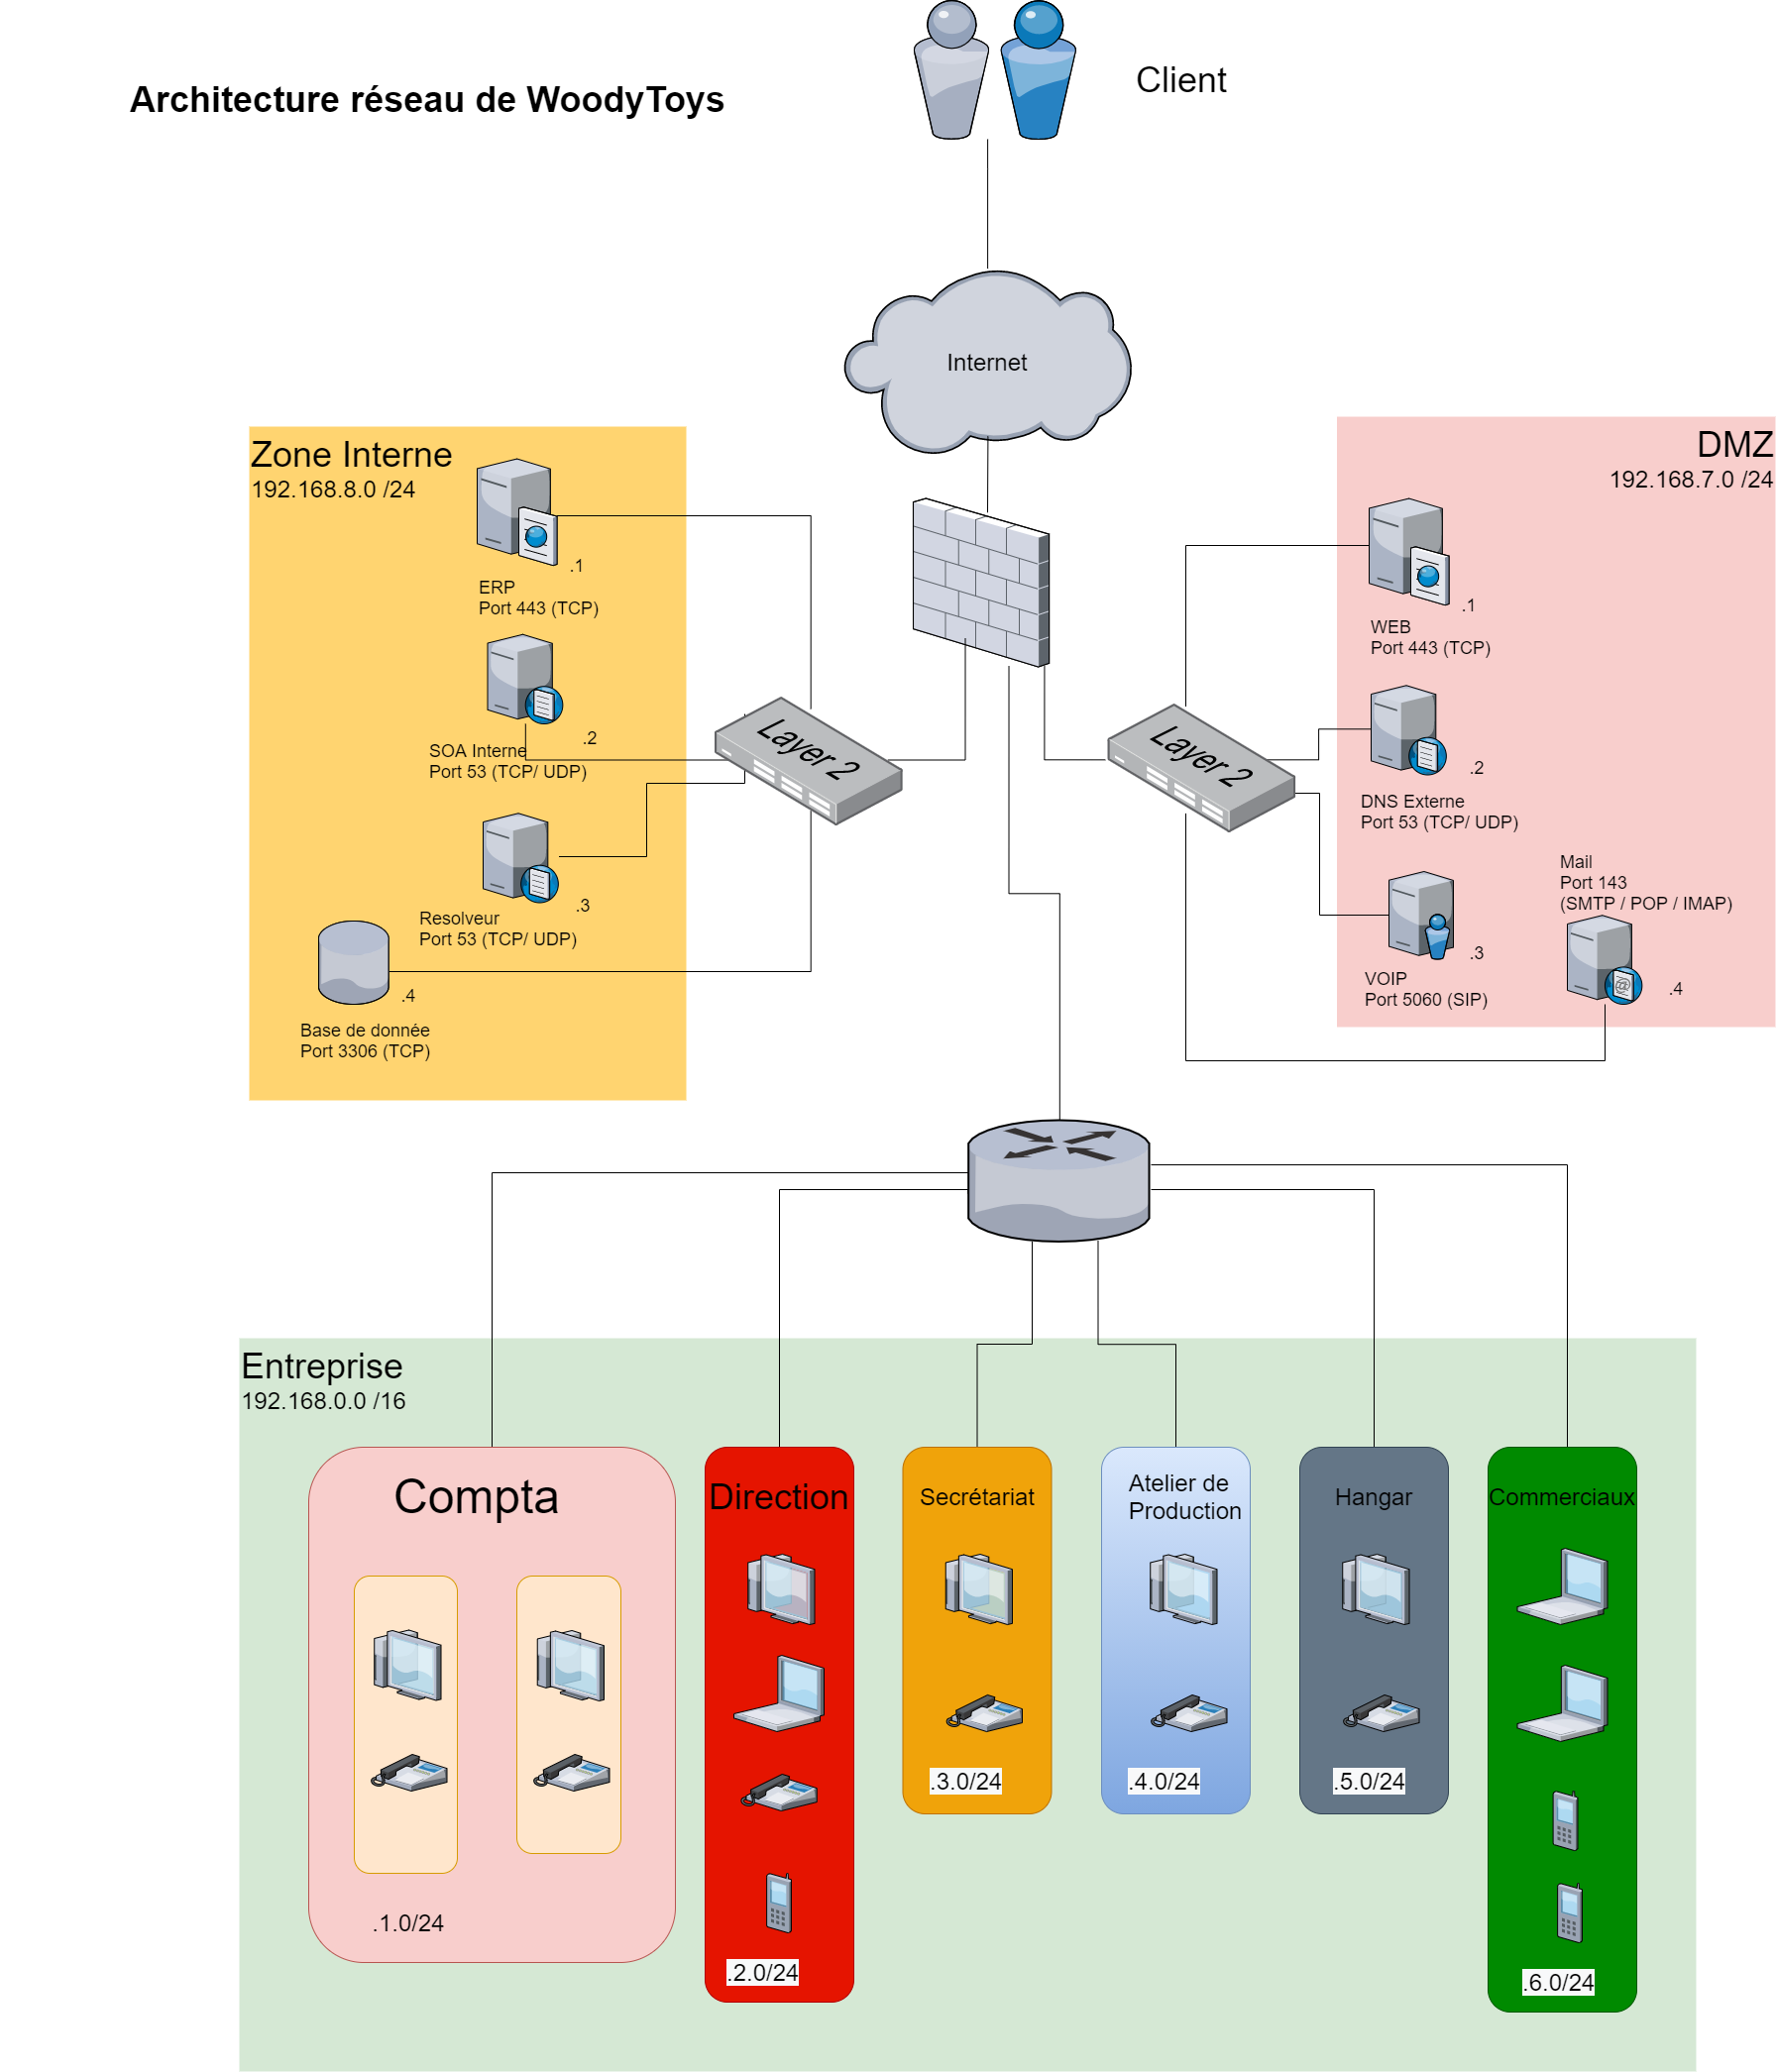 Architecture réseau de WoodyToys
Client
Internet
Zone Interne
192.168.8.0 /24
.1
ERP
Port 443 (TCP)
.2
SOA Interne
Port 53 (TCP/ UDP)
.3
Resolveur
Port 53 (TCP/ UDP)
.4
Base de donnée
Port 3306 (TCP)
Layer 2
Layer 2
DMZ
192.168.7.0 /24
.1
WEB
Port 443 (TCP)
.2
DNS Externe
Port 53 (TCP/ UDP)
.3
VOIP
Port 5060 (SIP)
Mail
Port 143
(SMTP / POP / IMAP)
.4
Entreprise
192.168.0.0 /16
Compta
.1.0/24
Direction
.2.0/24
Secrétariat
.3.0/24
Atelier de
Production
.4.0/24
Hangar
.5.0/24
Commerciaux
.6.0/24